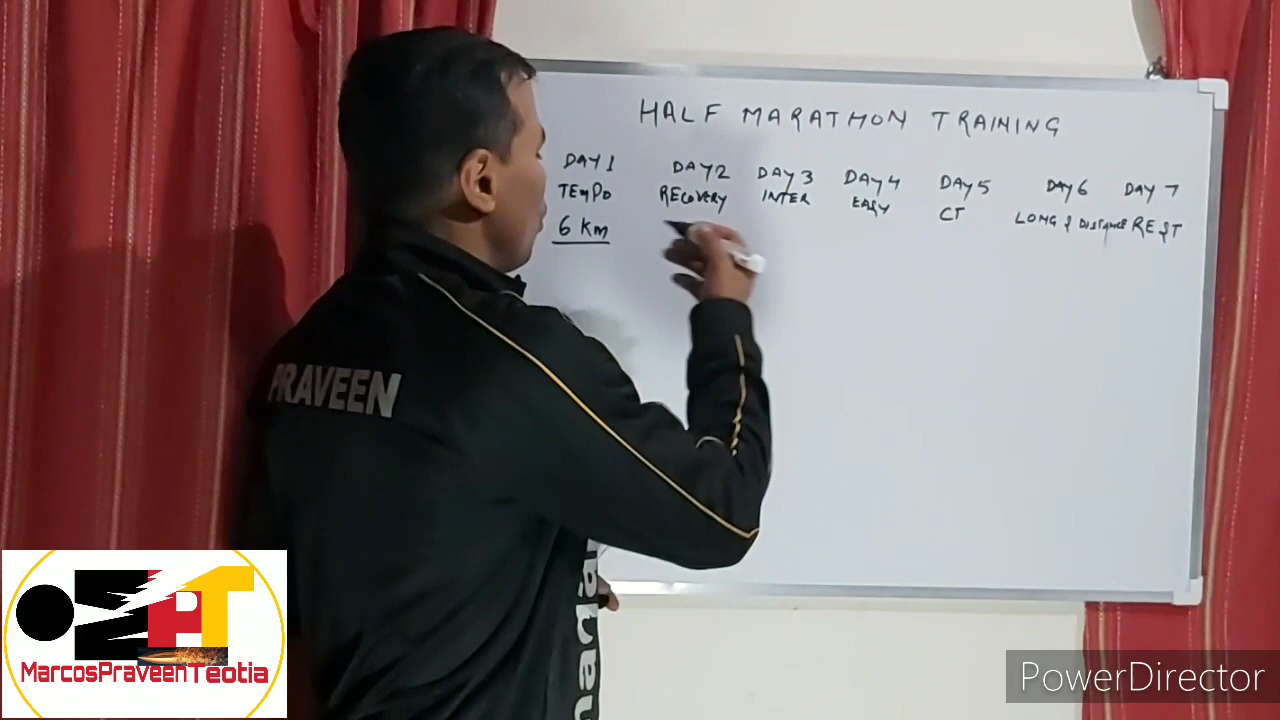 HALF MARATHON TRAINING
DAY 1 DAY 2 DAY 3 DAY 4 DAY 5 DAY 6 DAY 7
TEMPO RECOVERY INTER EASY CT LONG & DISTANCE REST
6 Km
PRAVEEN
MarcosPraveenTeotia
PowerDirector